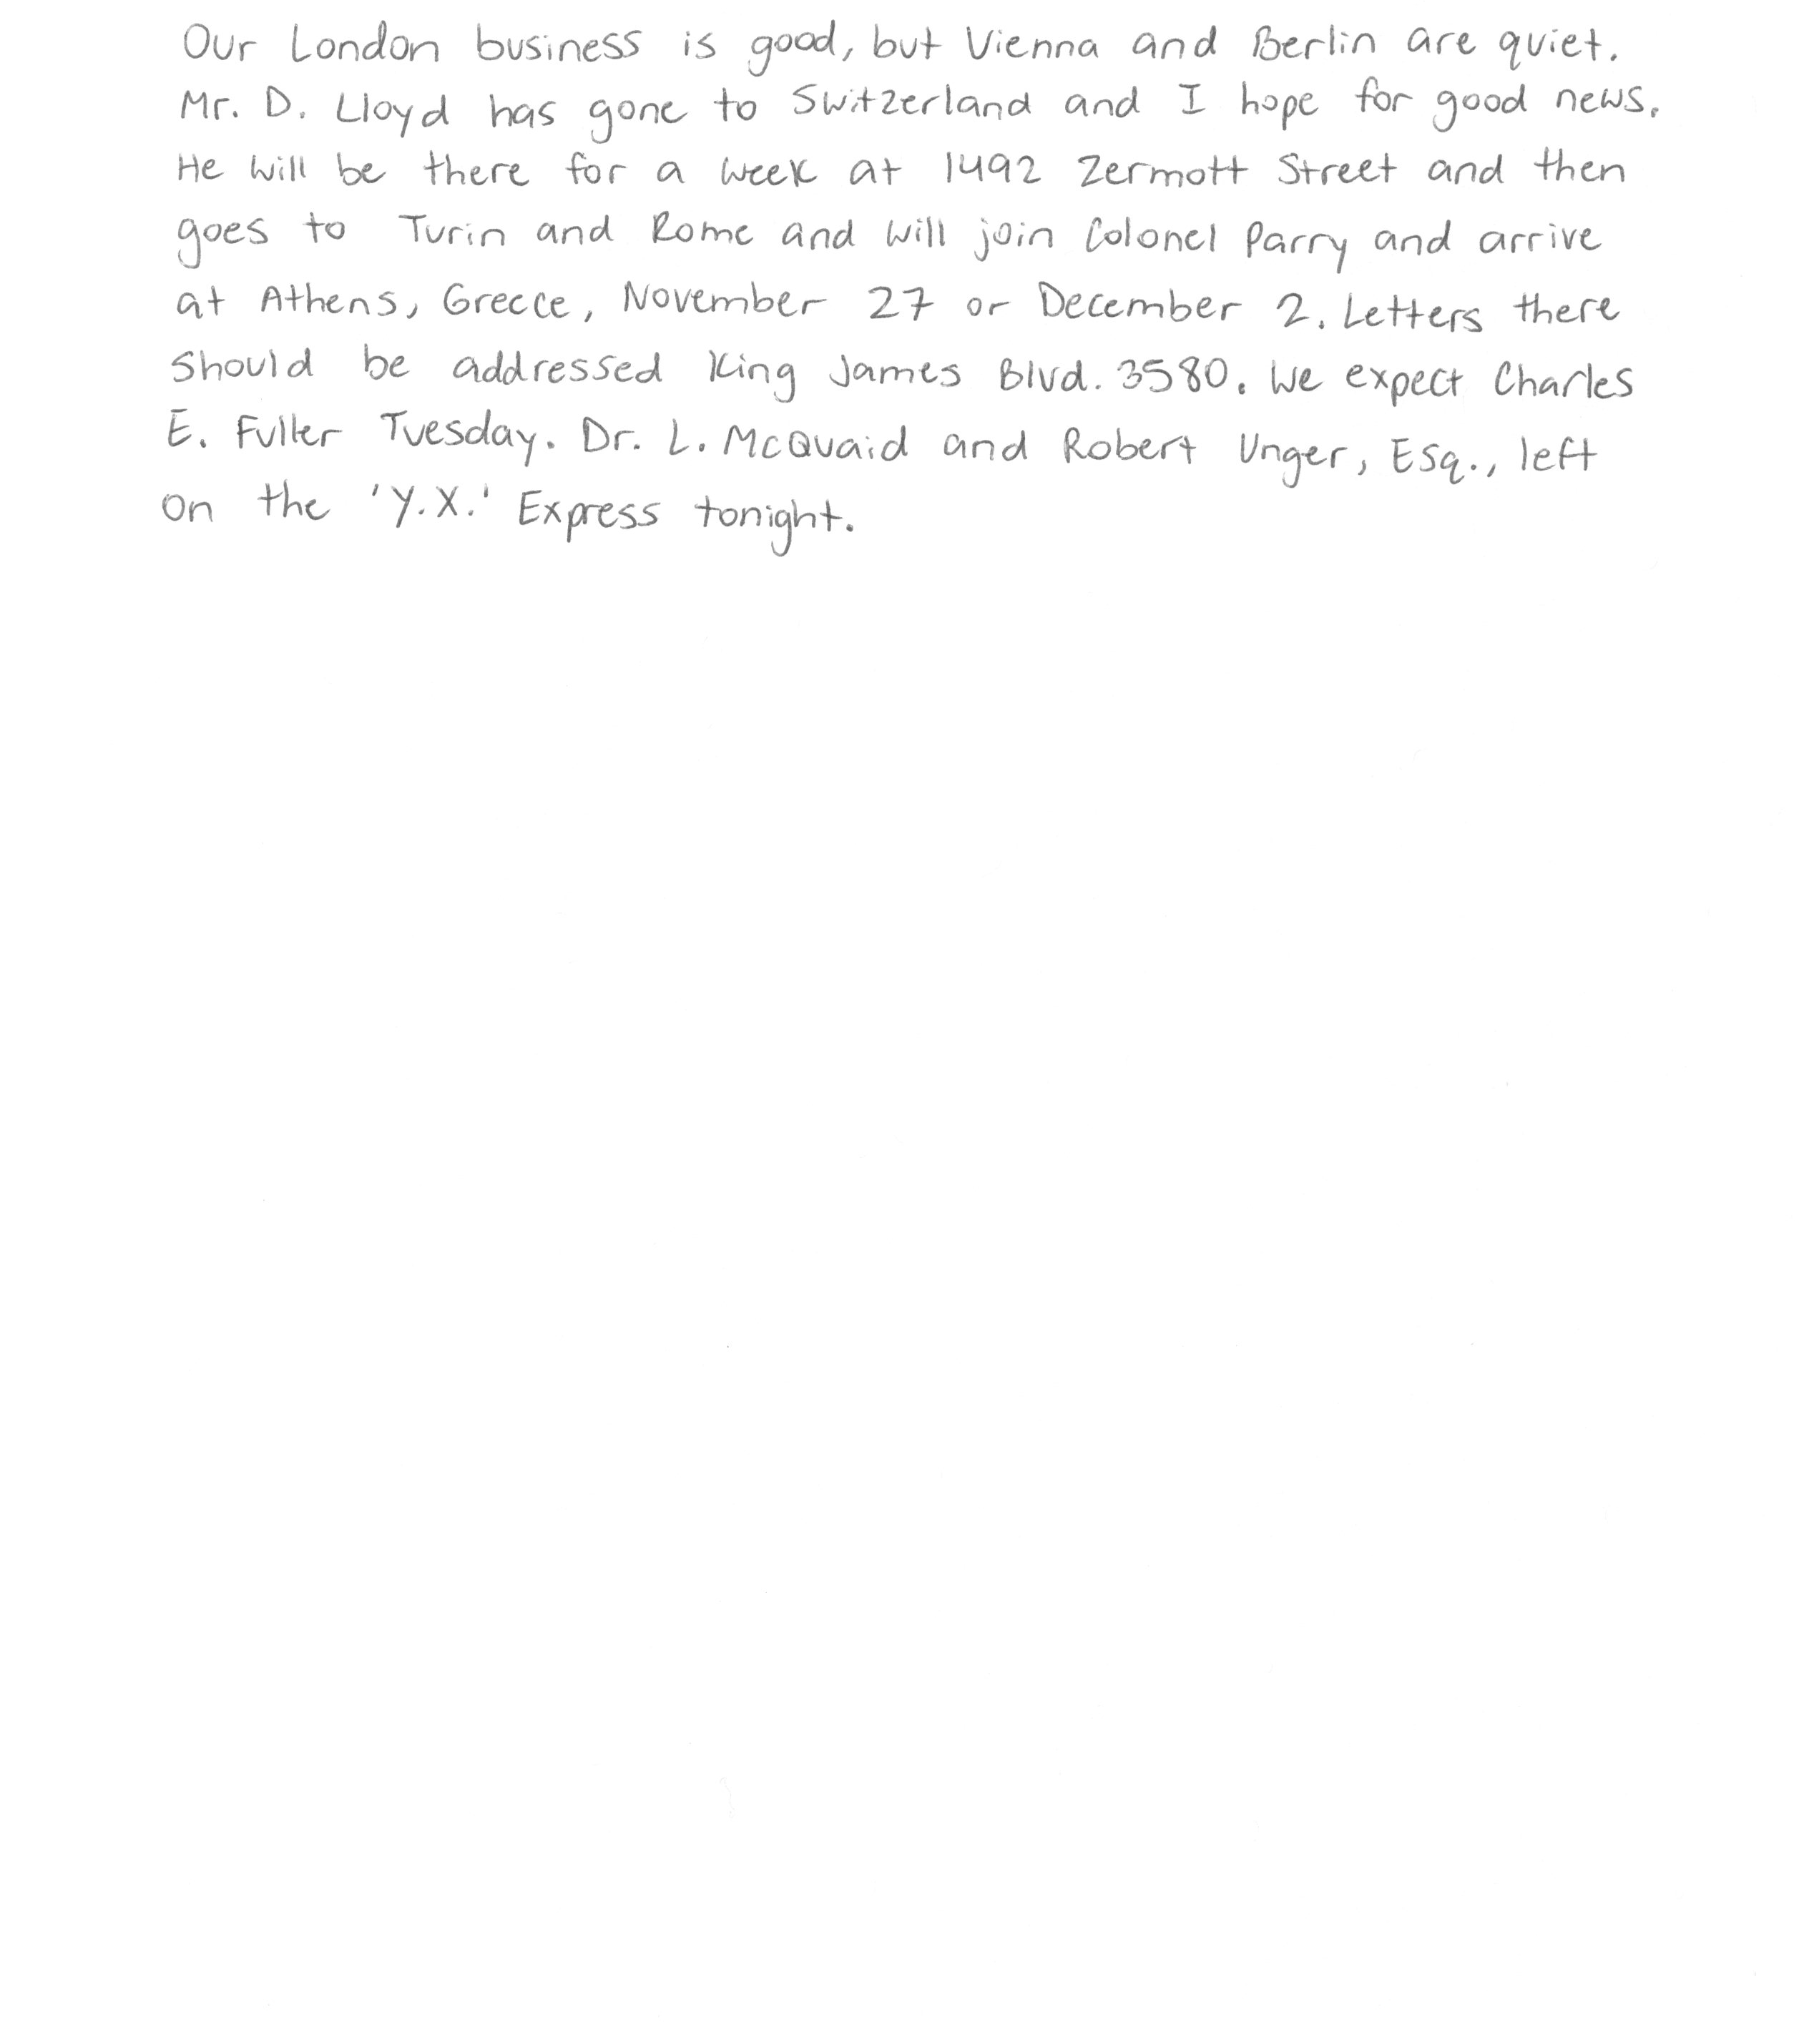 Our London business is good, but Vienna and Berlin are quiet.
Mr. D. Lloyd has gone to Switzerland and I hope for good news.
He will be there for a week at 1492 Zermott Street and then
goes to Turin and Rome and will join Colonel Parry and arrive
at Athens, Greece, November 27 or December 2. Letters there
should be addressed King James Blvd. 3580. We expect Charles
E. Fuller Tuesday. Dr. L. McQuaid and Robert Unger, Esq., left
on the 'Y.X.' Express tonight.